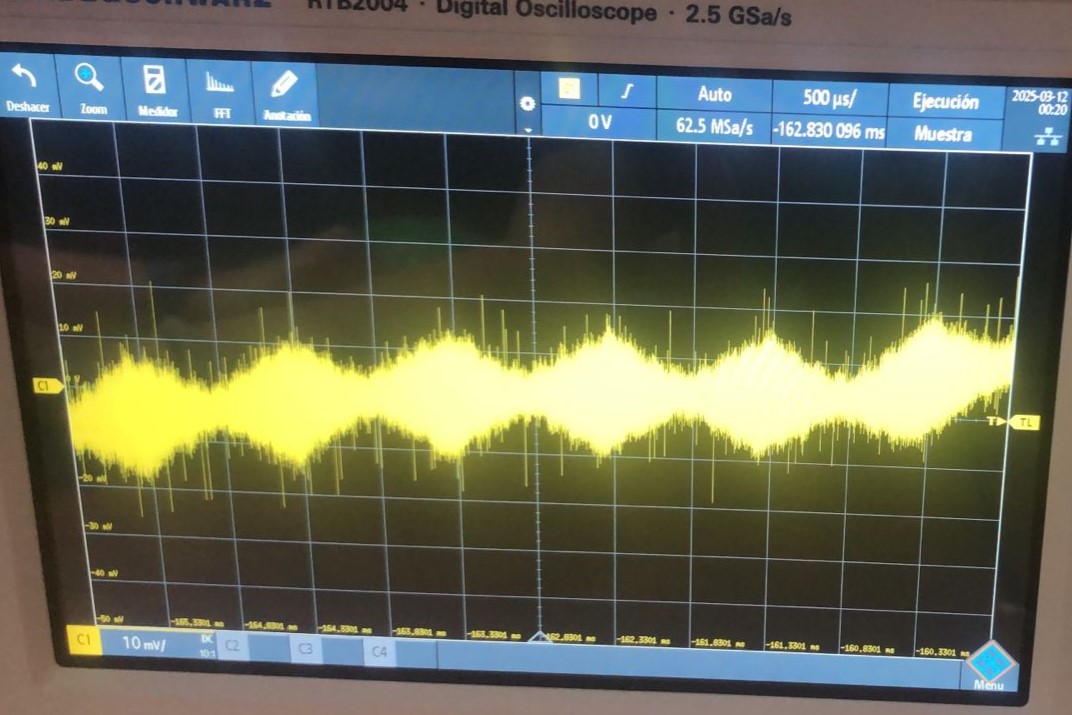 RTB2004 · Digital Oscilloscope · 2.5 GSa/s
Deshacer
Zoom
Medidor
FFT
Anotación
Auto
500 µs/
Ejecución
2025-03-12
00:20
0 V
62.5 MSa/s
-162.830 096 ms
Muestra
40 mV
30 mV
20 mV
10 mV
C1
TL
-20 mV
-30 mV
-40 mV
-50 mV
-165.3301 ms
-164.8301 ms
-164.3301 ms
-163.8301 ms
-163.3301 ms
-162.8301 ms
-162.3301 ms
-161.8301 ms
-161.3301 ms
-160.8301 ms
-160.3301 ms
C1
10 mV/
DC
10:1
C2
C3
C4
Menú